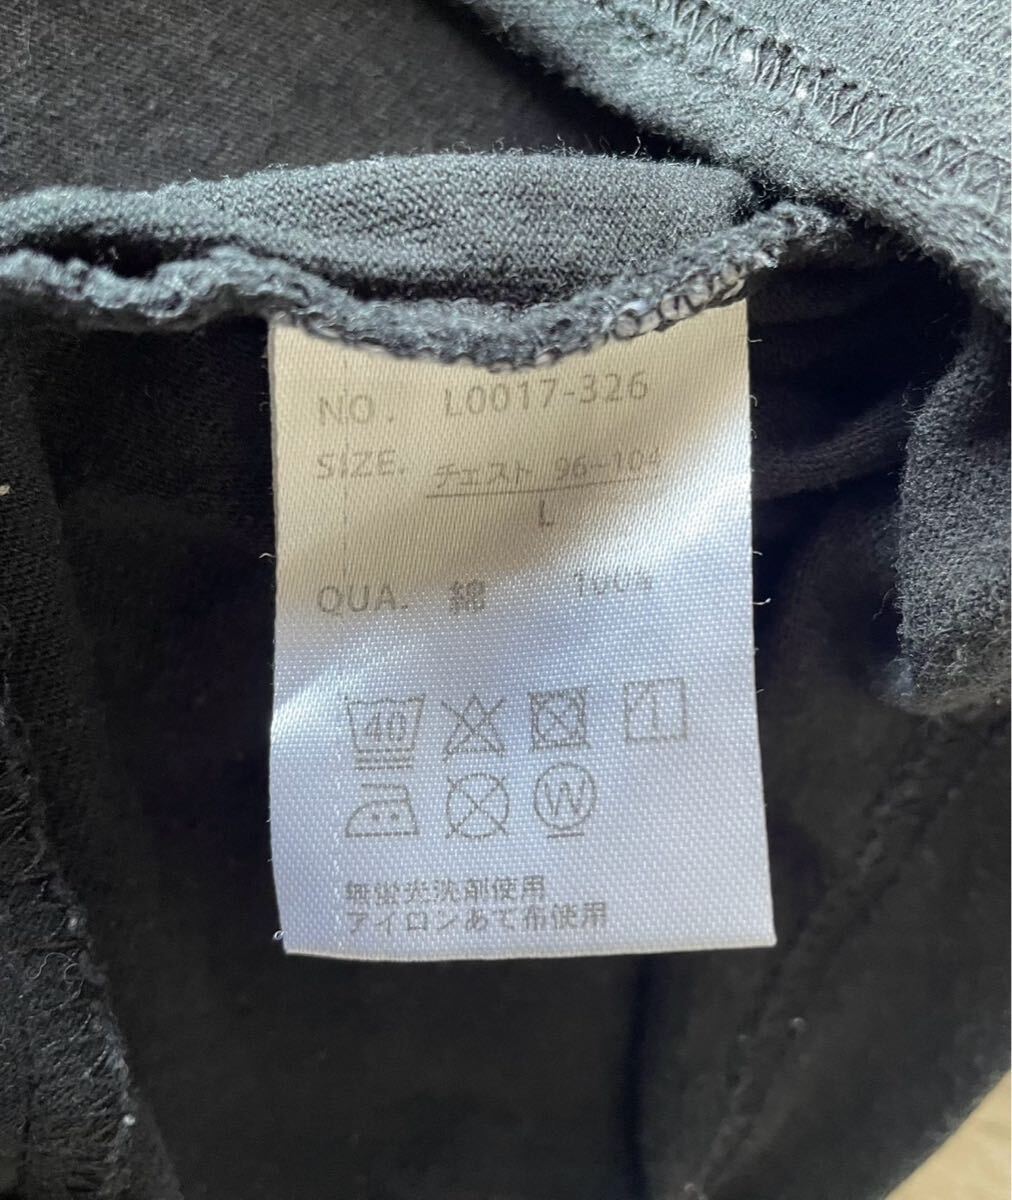 NO. L0017-326
SIZE. チェスト 96~104
L
QUA. 綿 100%
40
W
無蛍光洗剤使用
アイロンあて布使用